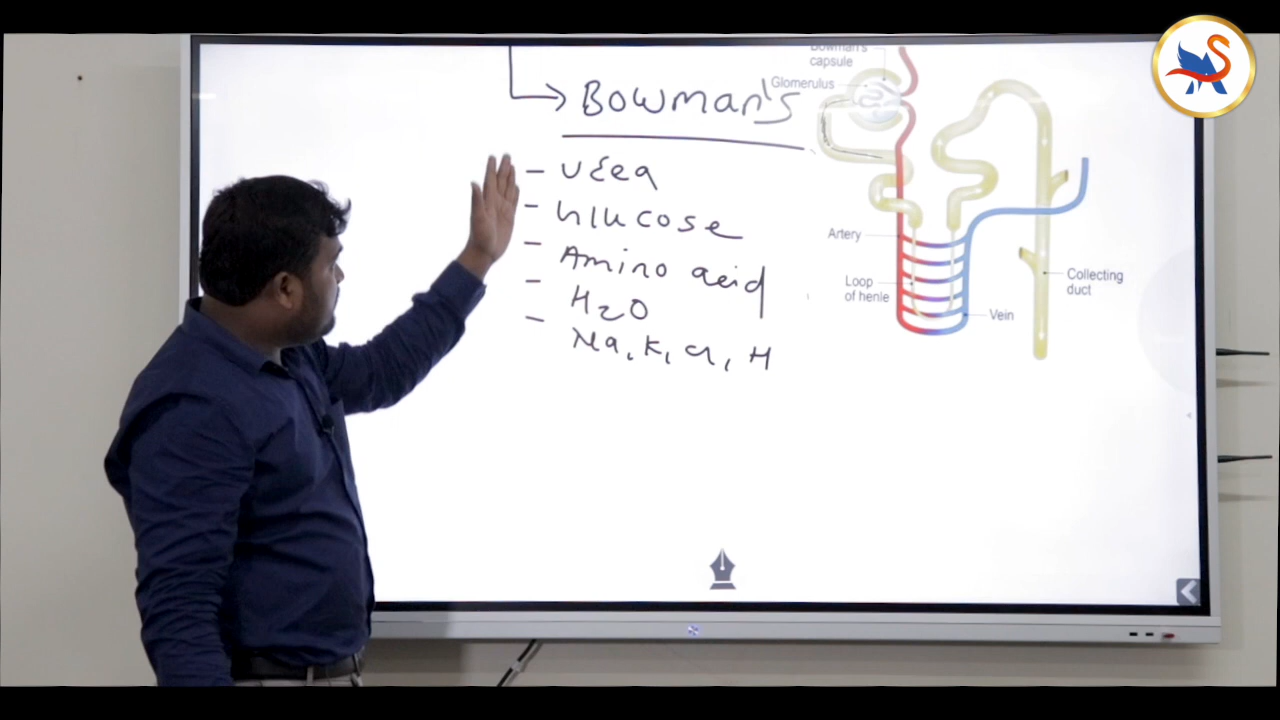 Bowman's
capsule
Glomerulus
Bowman's
urea
Glucose
Amino acid
H2O
Na, K, Cl, H
Artery
Loop
of henle
Vein
Collecting
duct